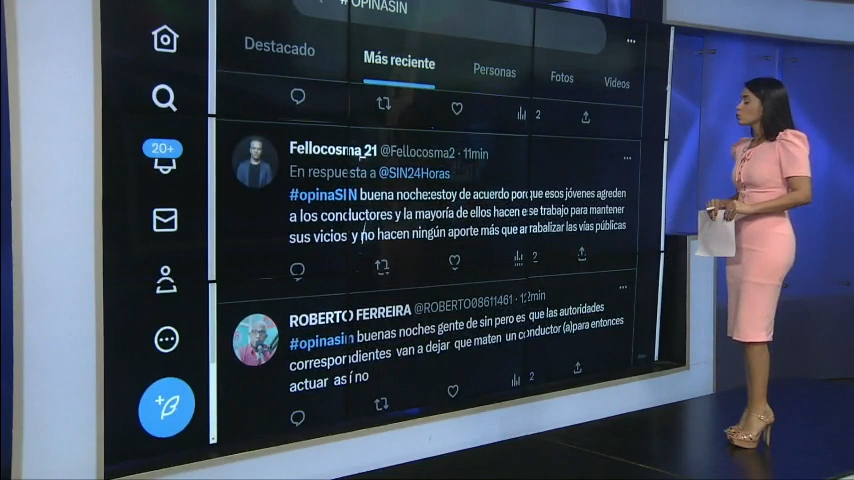 #OPINASIN
Destacado Más reciente Personas Fotos Videos
2
20+
Fellocosma_21 @Fellocosma2 · 11min
En respuesta a @SIN24Horas
#opinaSIN buena noche:estoy de acuerdo porque esos jóvenes agreden
a los conductores y la mayoría de ellos hacen ese trabajo para mantener
sus vicios y no hacen ningún aporte más que arrabalizar las vías públicas
2
ROBERTO FERREIRA @ROBERTO08611461 · 12min
#opinasin buenas noches gente de sin pero es que las autoridades
correspondientes van a dejar que maten un conductor (a)para entonces
actuar así no
2